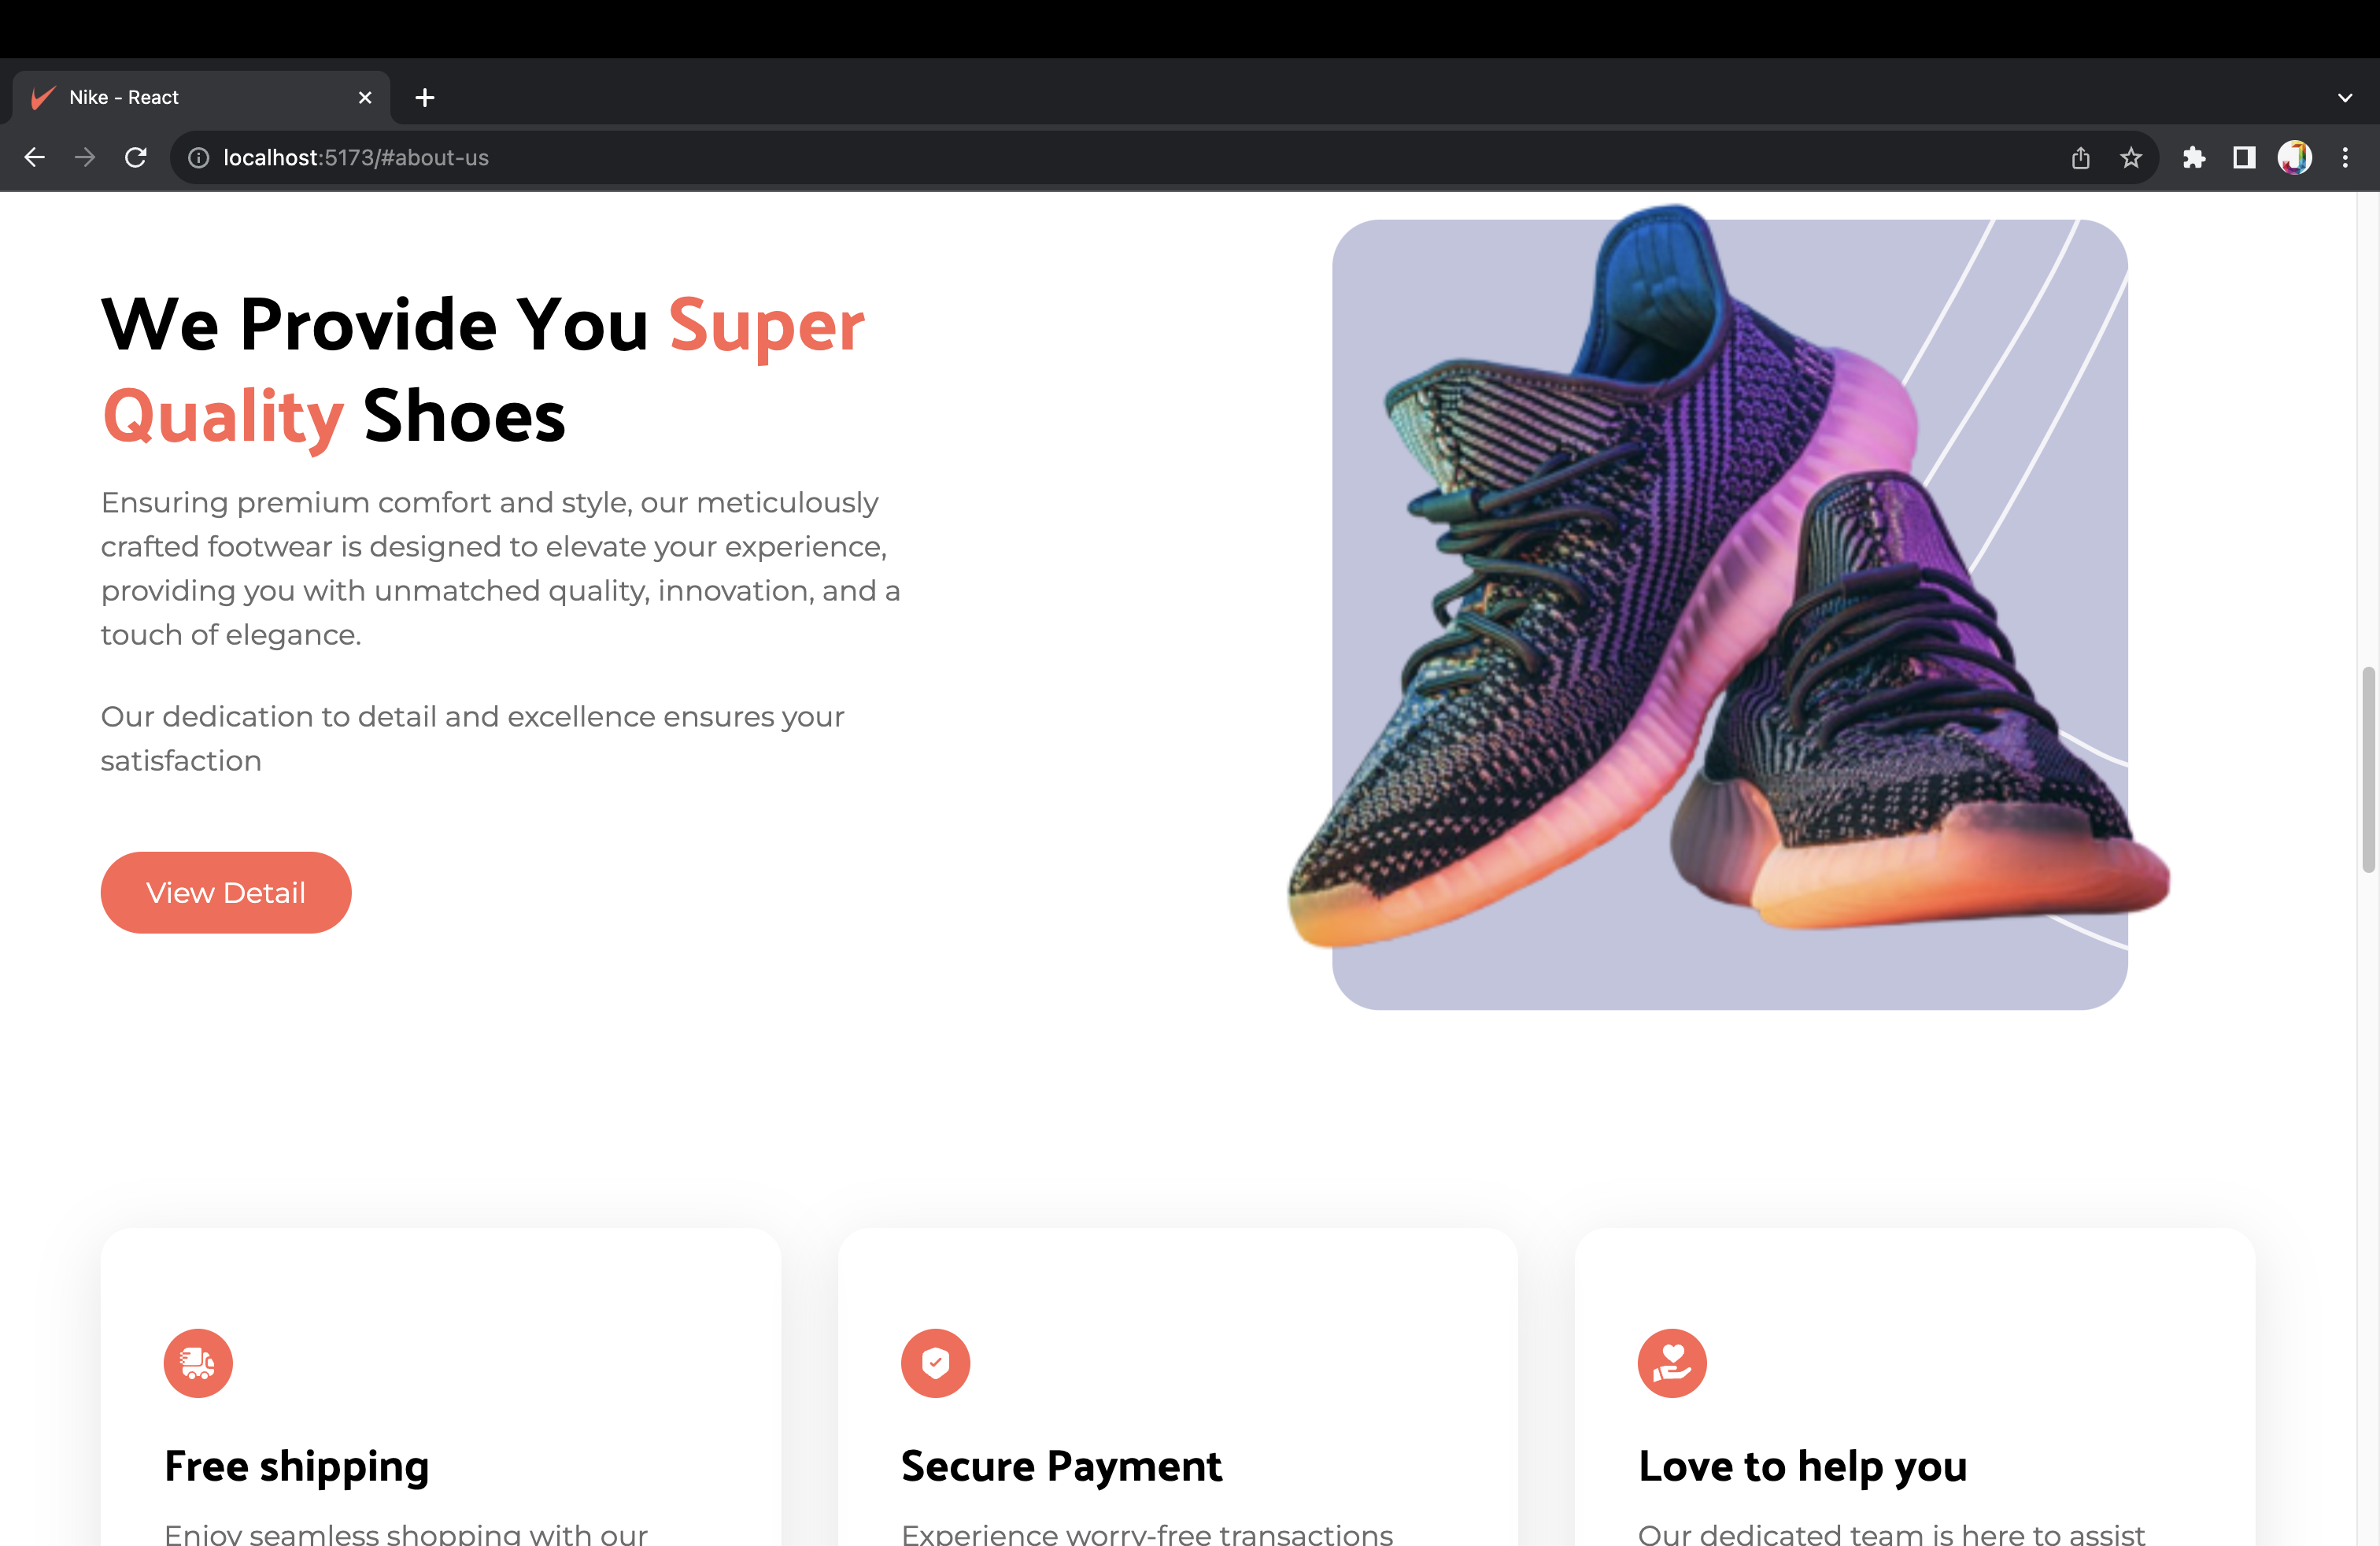 Nike - React
localhost:5173/#about-us
We Provide You Super
Quality Shoes
Ensuring premium comfort and style, our meticulously
crafted footwear is designed to elevate your experience,
providing you with unmatched quality, innovation, and a
touch of elegance.
Our dedication to detail and excellence ensures your
satisfaction
View Detail
Free shipping
Secure Payment
Love to help you
Enjoy seamless shopping with our
Experience worry-free transactions
Our dedicated team is here to assist